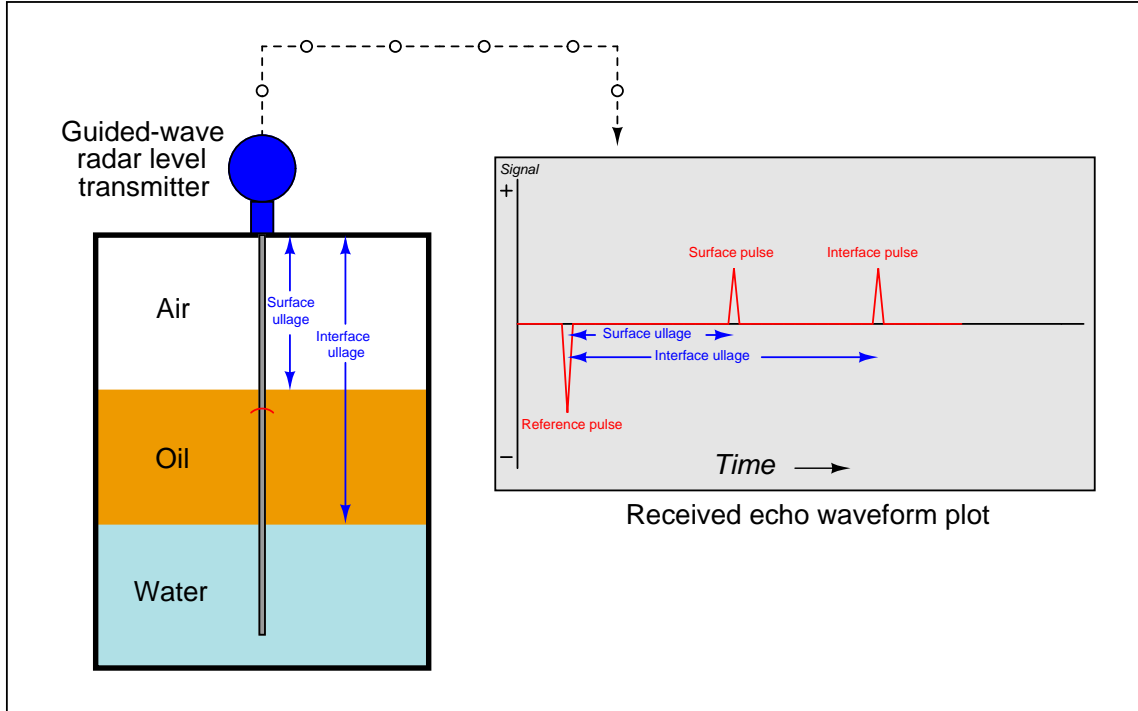 Guided-wave
radar level
transmitter
Air
Surface
ullage
Interface
ullage
Oil
Water
Signal
+
Surface pulse
Interface pulse
Surface ullage
Interface ullage
Reference pulse
−
Time
Received echo waveform plot